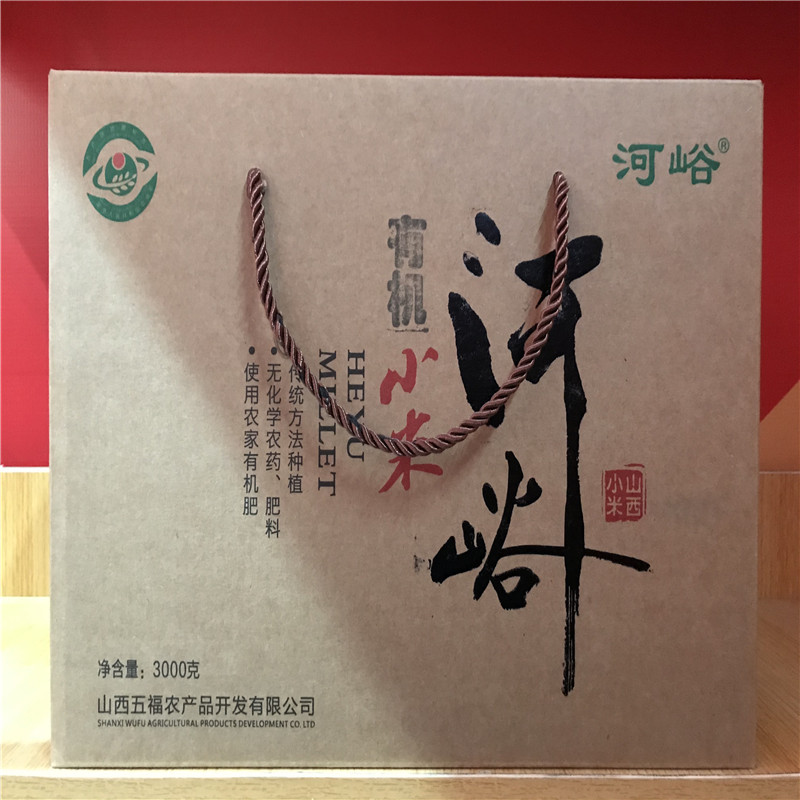 河峪®
河峪
山西
小米
有机
小米
HEYU
MILLET
•传统方法种植
•无化学农药、肥料
•使用农家有机肥
净含量：3000克
山西五福农产品开发有限公司
SHANXI WUFU AGRICULTURAL PRODUCTS DEVELOPMENT CO. LTD